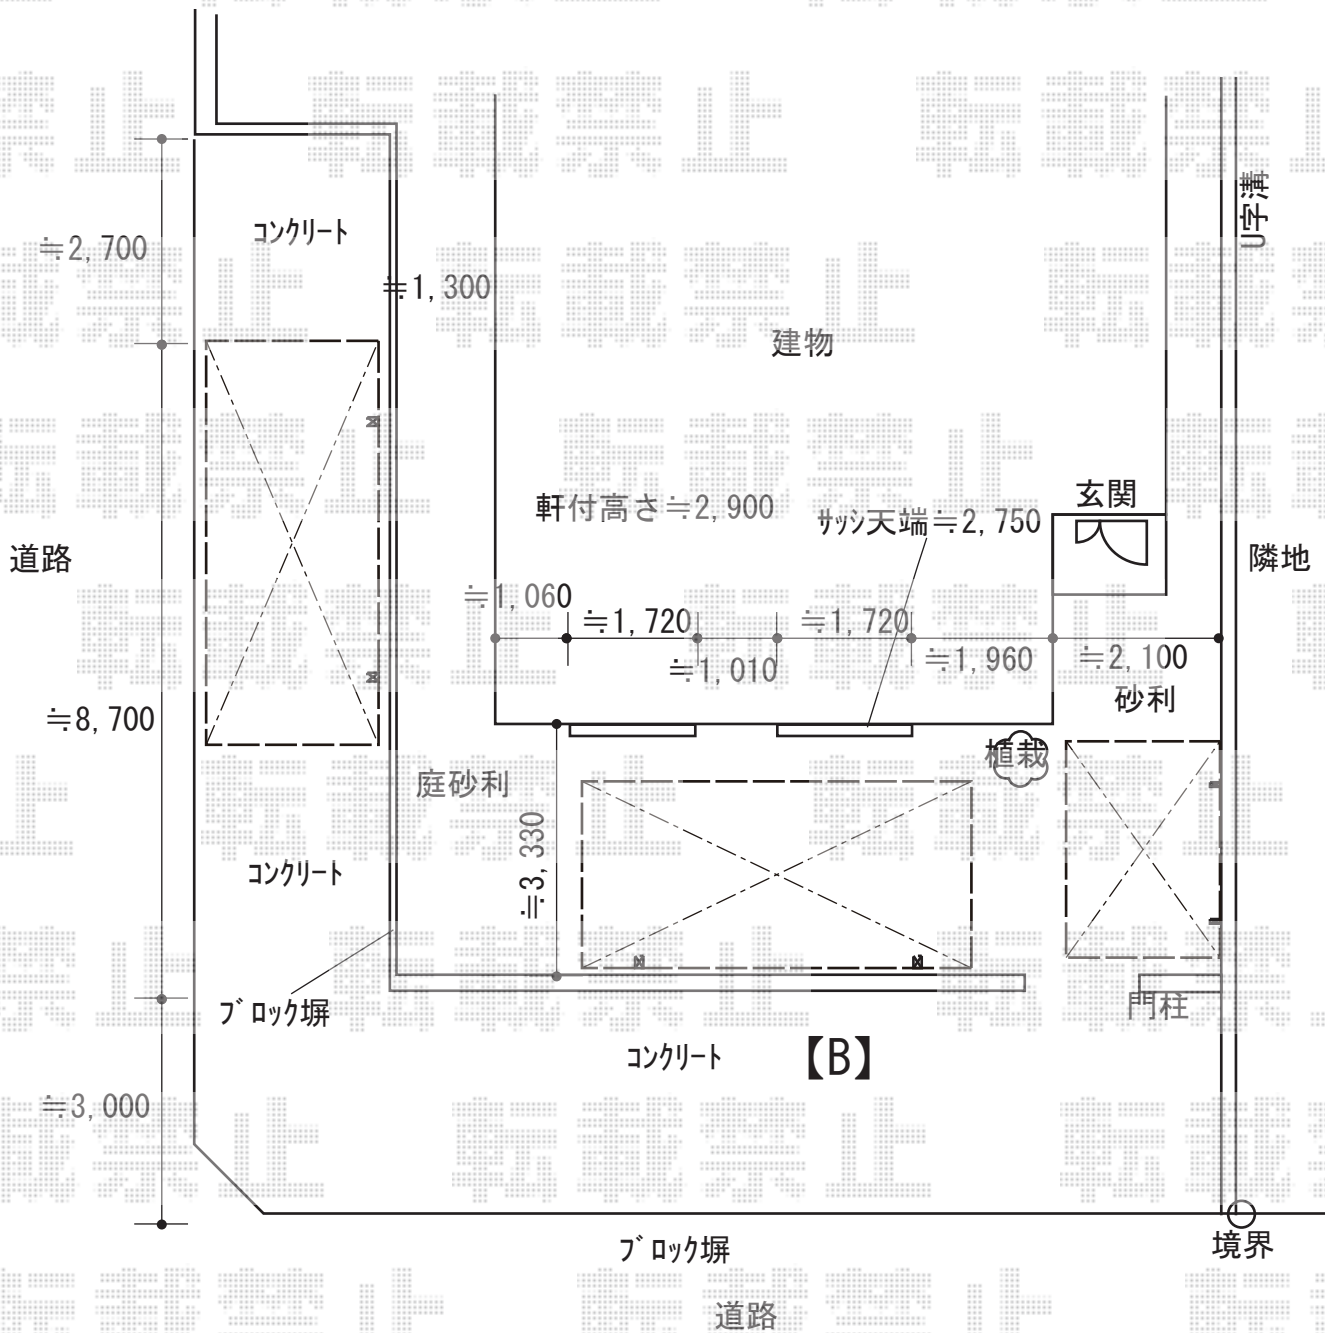 転載禁止
U字溝
コンクリート
≒2,700
≒1,300
建物
玄関
軒付高さ≒2,900
サッシ天端≒2,750
道路
隣地
≒1,060
≒1,720
≒1,720
≒1,010
≒1,960
≒2,100
砂利
≒8,700
植栽
庭砂利
≒3,330
コンクリート
ブロック塀
門柱
コンクリート
【B】
≒3,000
ブロック塀
境界
道路